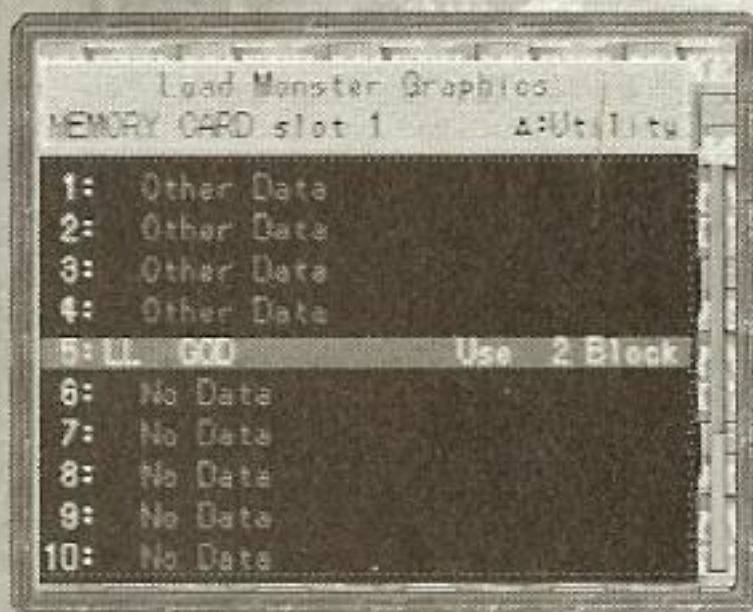 Load Monster Graphics
MEMORY CARD slot 1 △:Utility
1: Other Data
2: Other Data
3: Other Data
4: Other Data
5: LL GOD Use 2 Block
6: No Data
7: No Data
8: No Data
9: No Data
10: No Data